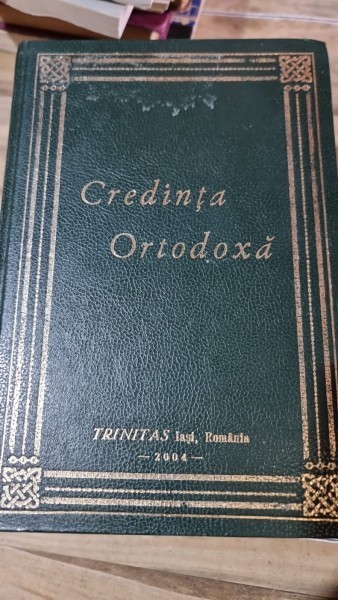 Credința
Ortodoxă
TRINITAS Iași, România
— 2004 —